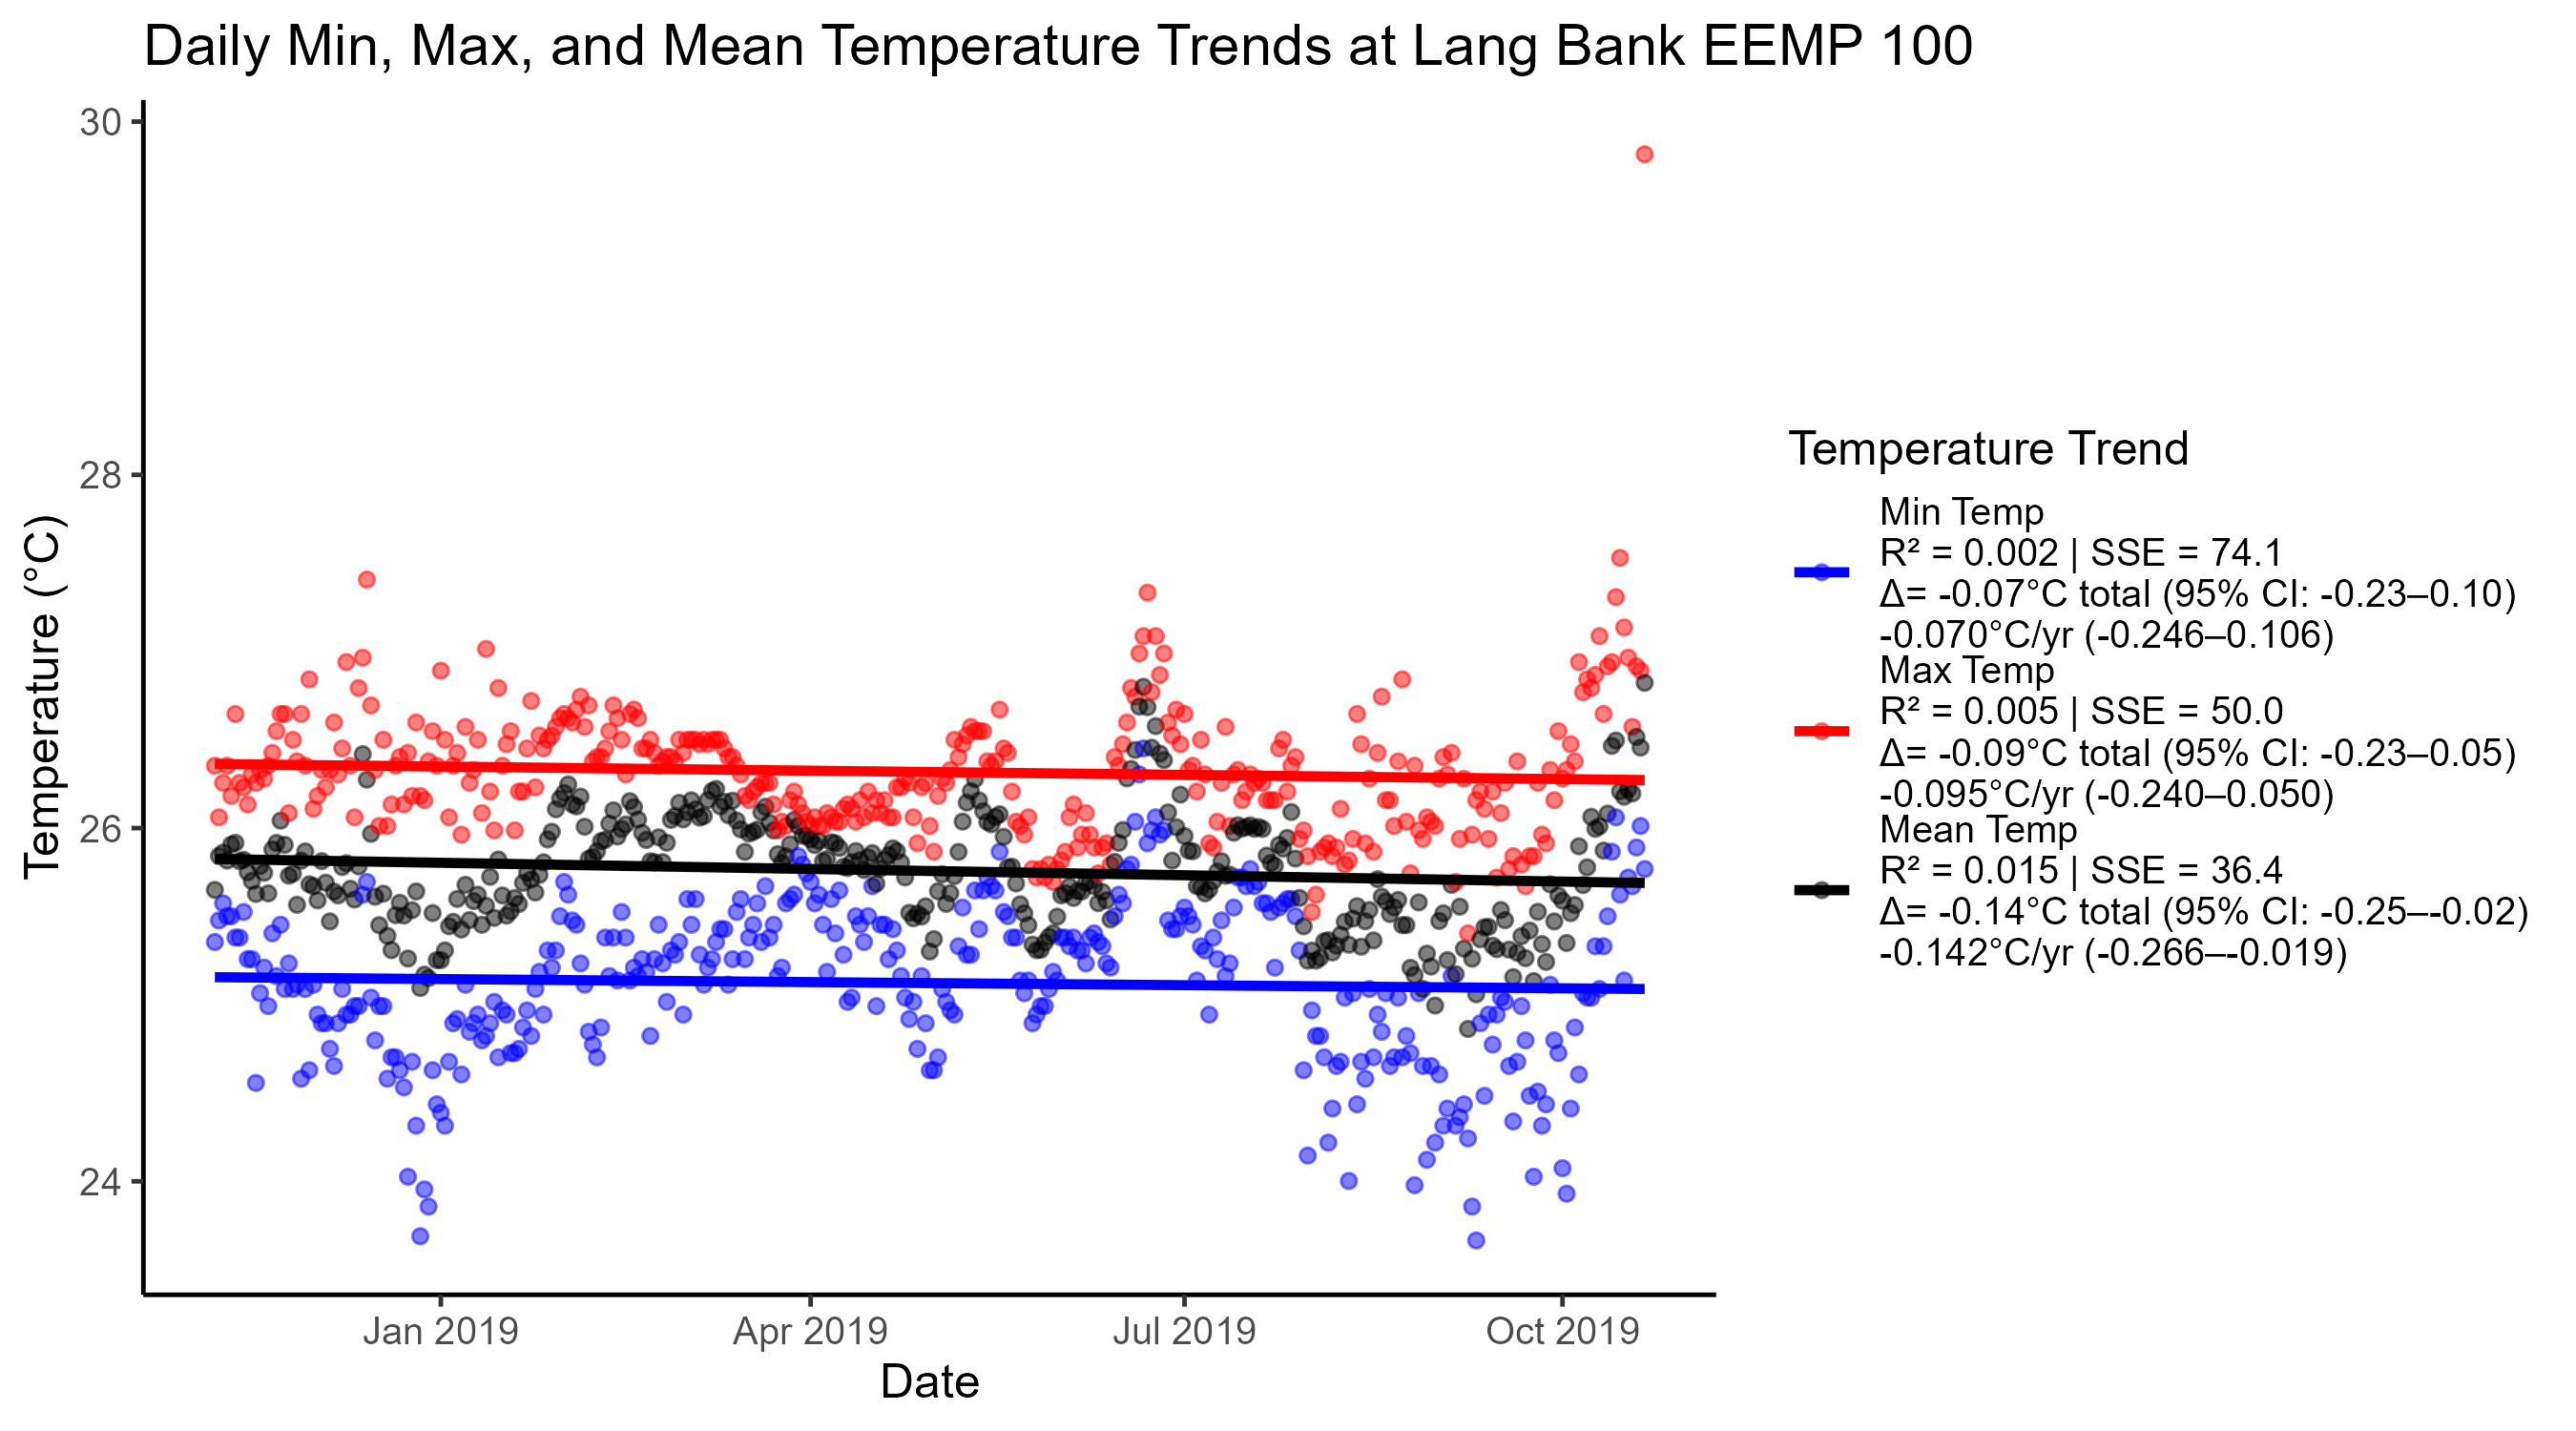 Daily Min, Max, and Mean Temperature Trends at Lang Bank EEMP 100
Temperature (°C)
30
28
26
24
Jan 2019
Apr 2019
Jul 2019
Oct 2019
Date
Temperature Trend
Min Temp
R² = 0.002 | SSE = 74.1
Δ= -0.07°C total (95% CI: -0.23–0.10)
-0.070°C/yr (-0.246–0.106)
Max Temp
R² = 0.005 | SSE = 50.0
Δ= -0.09°C total (95% CI: -0.23–0.05)
-0.095°C/yr (-0.240–0.050)
Mean Temp
R² = 0.015 | SSE = 36.4
Δ= -0.14°C total (95% CI: -0.25–-0.02)
-0.142°C/yr (-0.266–-0.019)